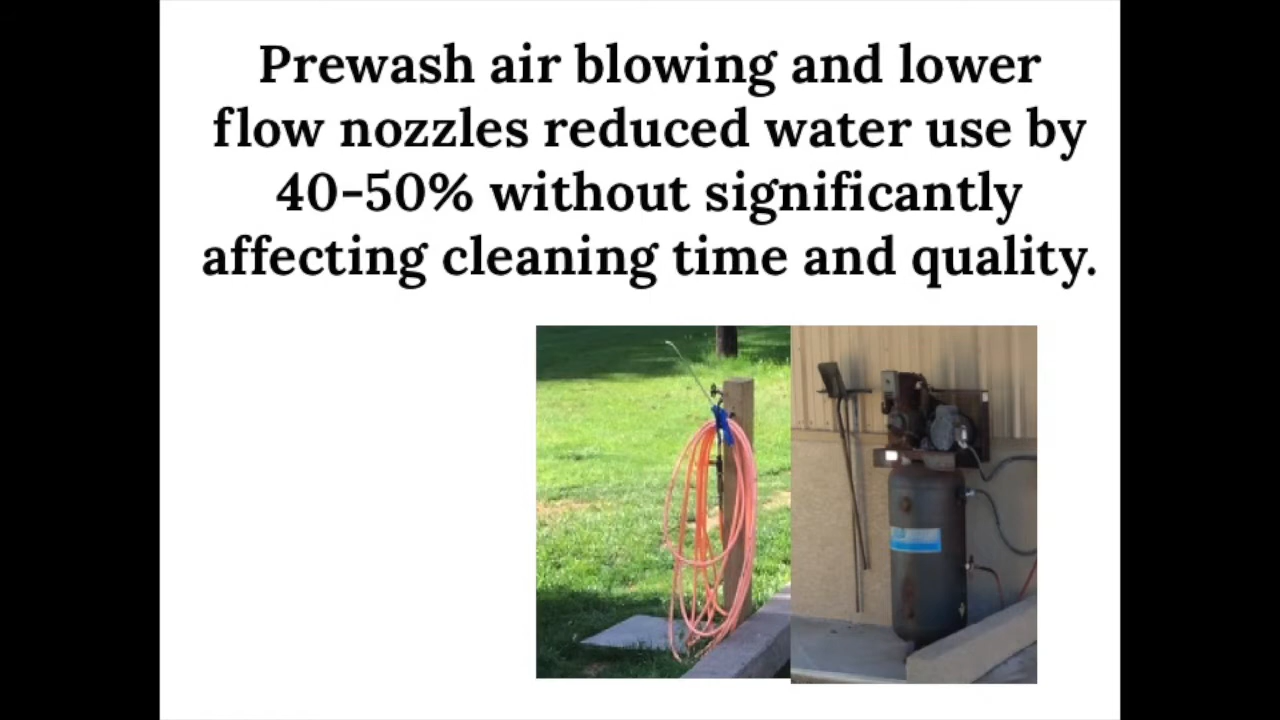 Prewash air blowing and lower
flow nozzles reduced water use by
40-50% without significantly
affecting cleaning time and quality.